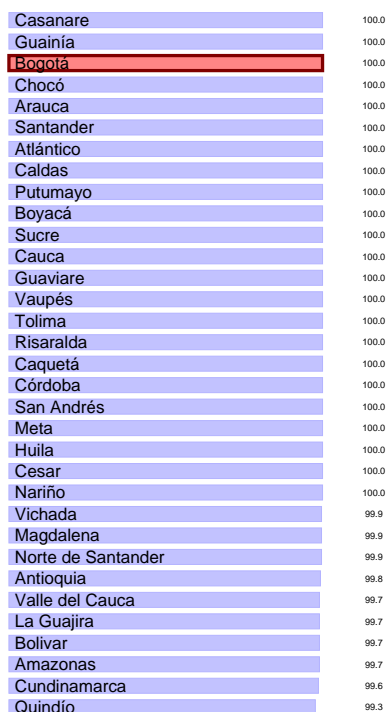 Casanare 100.0
Guainía 100.0
Bogotá 100.0
Chocó 100.0
Arauca 100.0
Santander 100.0
Atlántico 100.0
Caldas 100.0
Putumayo 100.0
Boyacá 100.0
Sucre 100.0
Cauca 100.0
Guaviare 100.0
Vaupés 100.0
Tolima 100.0
Risaralda 100.0
Caquetá 100.0
Córdoba 100.0
San Andrés 100.0
Meta 100.0
Huila 100.0
Cesar 100.0
Nariño 100.0
Vichada 99.9
Magdalena 99.9
Norte de Santander 99.9
Antioquia 99.8
Valle del Cauca 99.7
La Guajira 99.7
Bolivar 99.7
Amazonas 99.7
Cundinamarca 99.6
Quindío 99.3